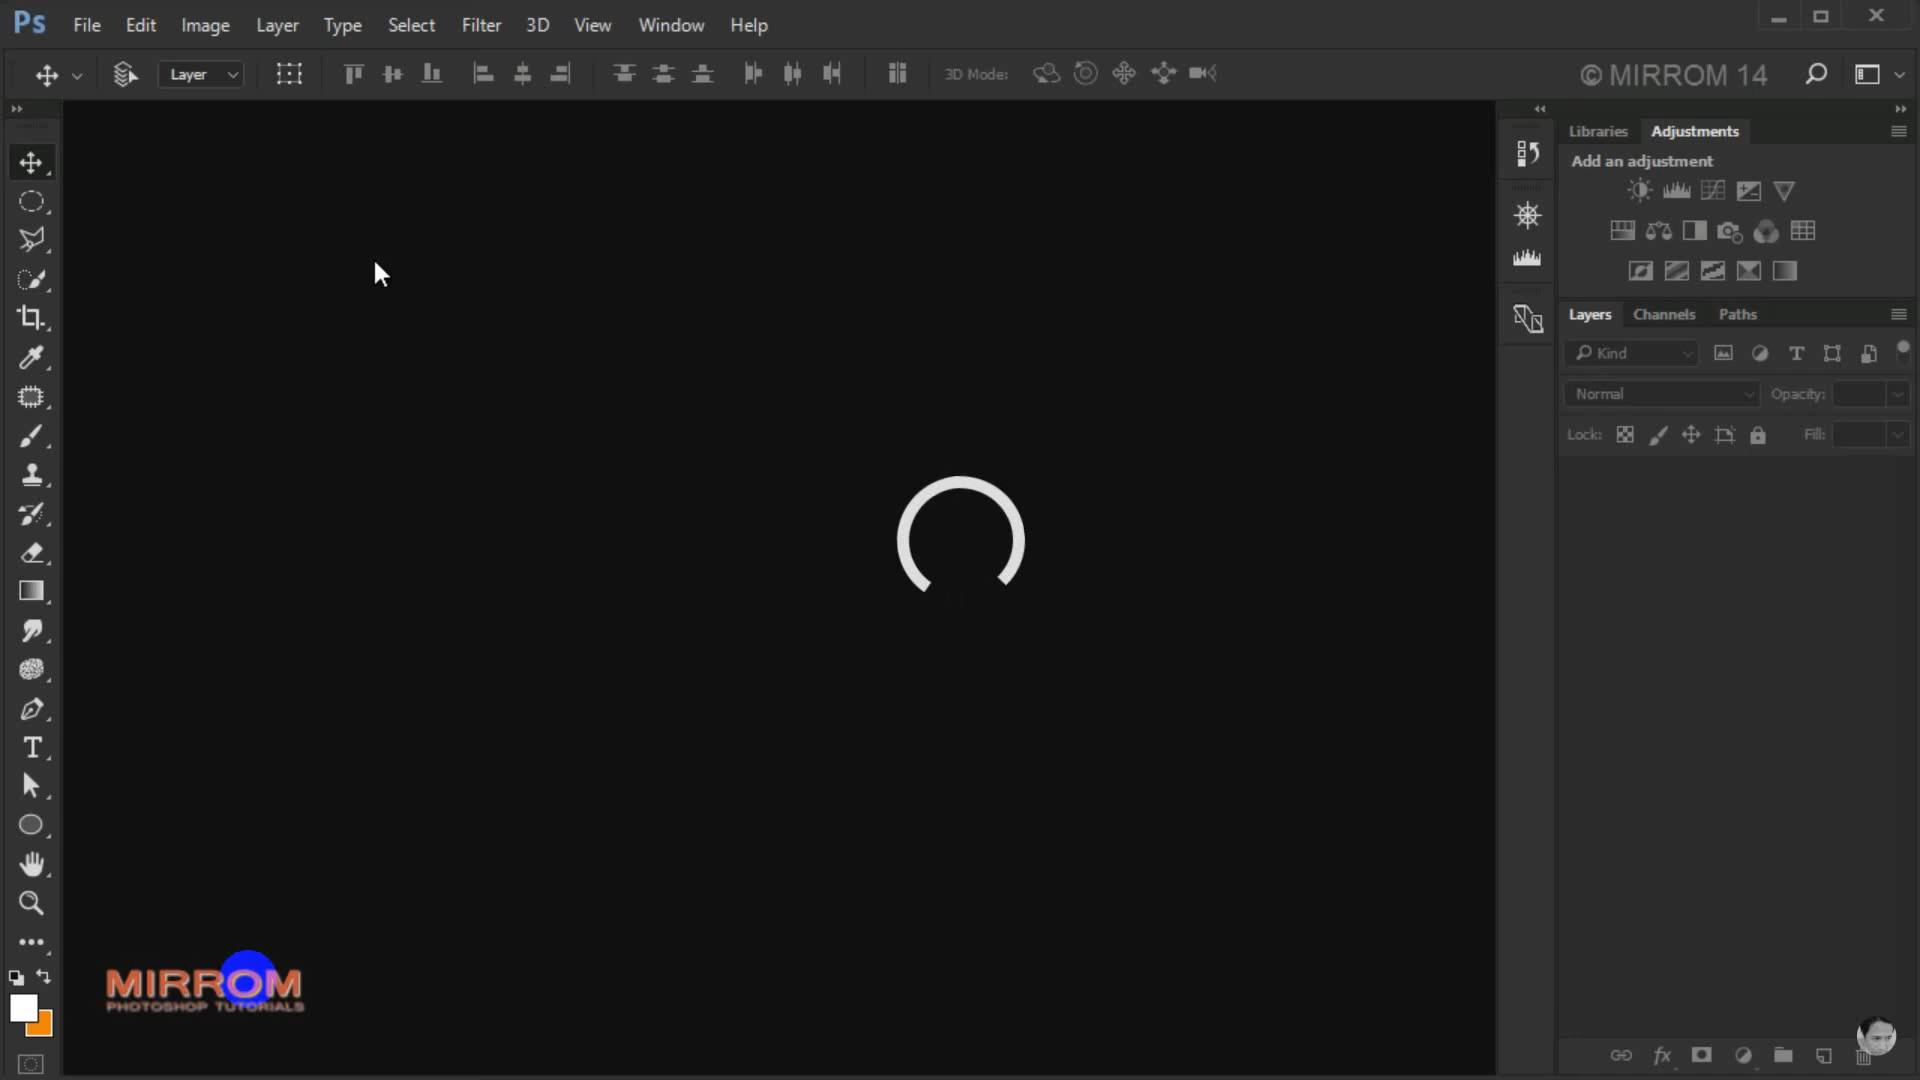 Ps File Edit Image Layer Type Select Filter 3D View Window Help
Layer 3D Mode: © MIRROM 14
Libraries Adjustments
Add an adjustment
Layers Channels Paths
Kind
Normal Opacity:
Lock: Fill:
MIRROM
PHOTOSHOP TUTORIALS